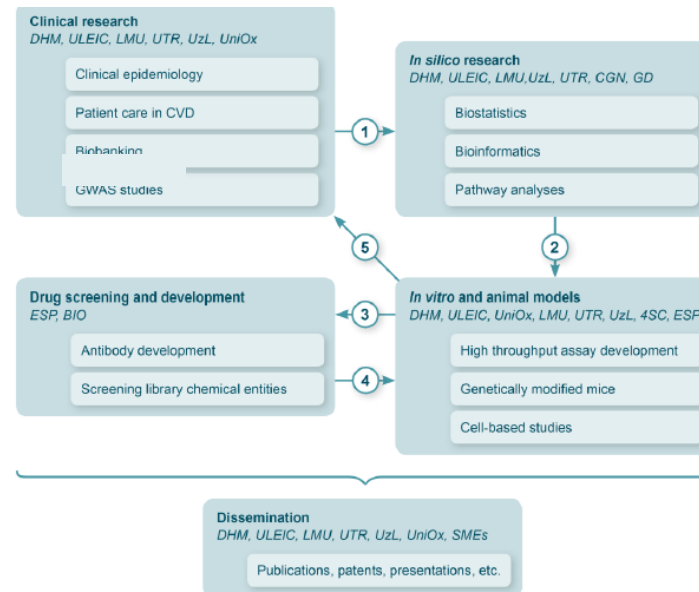 Clinical research
DHM, ULEIC, LMU, UTR, UzL, UniOx
Clinical epidemiology
Patient care in CVD
Biobanking
GWAS studies
1
In silico research
DHM, ULEIC, LMU,UzL, UTR, CGN, GD
Biostatistics
Bioinformatics
Pathway analyses
2
5
Drug screening and development
ESP, BIO
Antibody development
Screening library chemical entities
3
4
In vitro and animal models
DHM, ULEIC, UniOx, LMU, UTR, UzL, 4SC, ESP
High throughput assay development
Genetically modified mice
Cell-based studies
Dissemination
DHM, ULEIC, LMU, UTR, UzL, UniOx, SMEs
Publications, patents, presentations, etc.